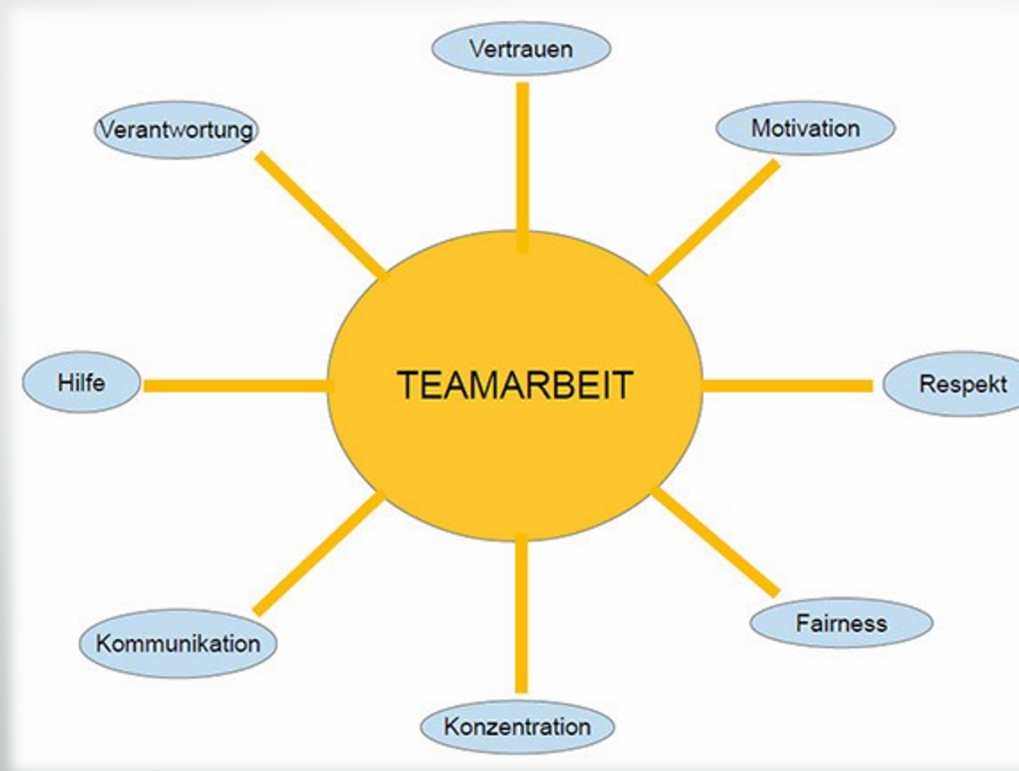 Vertrauen
Motivation
Verantwortung
TEAMARBEIT
Hilfe
Respekt
Kommunikation
Fairness
Konzentration